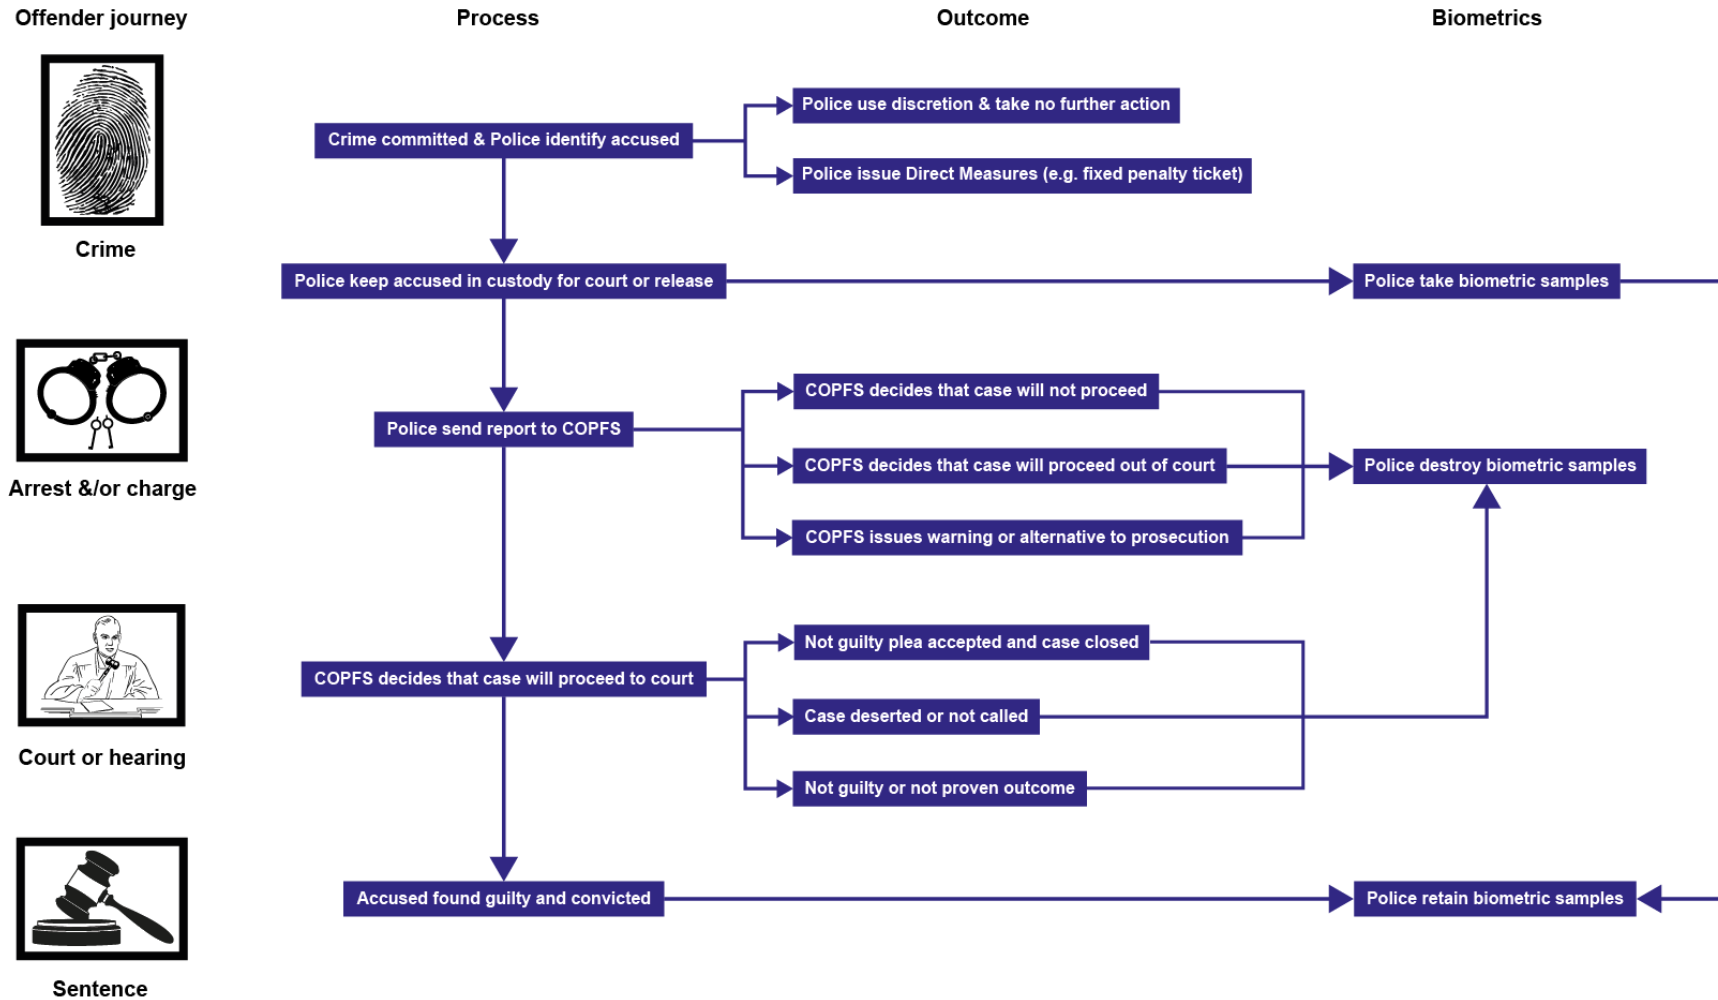 Offender journey
Process
Outcome
Biometrics
Crime
Crime committed & Police identify accused
Police use discretion & take no further action
Police issue Direct Measures (e.g. fixed penalty ticket)
Police keep accused in custody for court or release
Police take biometric samples
Arrest &/or charge
Police send report to COPFS
COPFS decides that case will not proceed
COPFS decides that case will proceed out of court
COPFS issues warning or alternative to prosecution
Police destroy biometric samples
Court or hearing
COPFS decides that case will proceed to court
Not guilty plea accepted and case closed
Case deserted or not called
Not guilty or not proven outcome
Sentence
Accused found guilty and convicted
Police retain biometric samples